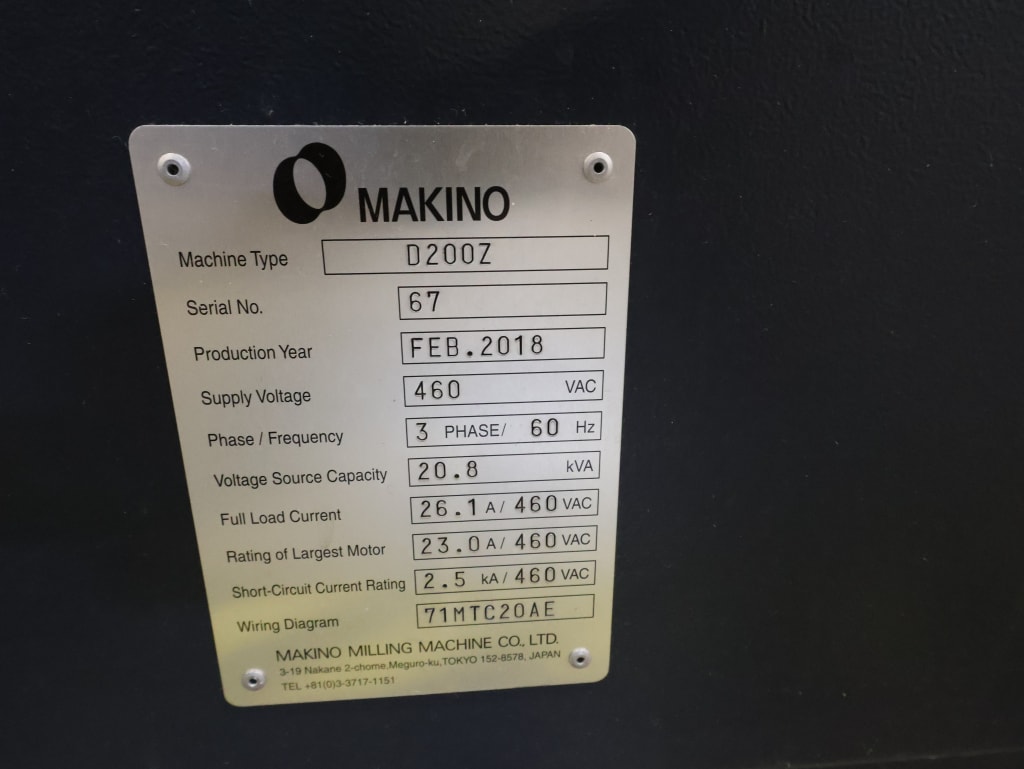 MAKINO
Machine Type D200Z
Serial No. 67
Production Year FEB.2018
Supply Voltage 460 VAC
Phase / Frequency 3 PHASE/ 60 Hz
Voltage Source Capacity 20.8 kVA
Full Load Current 26.1 A/ 460 VAC
Rating of Largest Motor 23.0 A/ 460 VAC
Short-Circuit Current Rating 2.5 kA/ 460 VAC
Wiring Diagram 71MTC20AE
MAKINO MILLING MACHINE CO., LTD.
3-19 Nakane 2-chome,Meguro-ku,TOKYO 152-8578, JAPAN
TEL +81(0)3-3717-1151